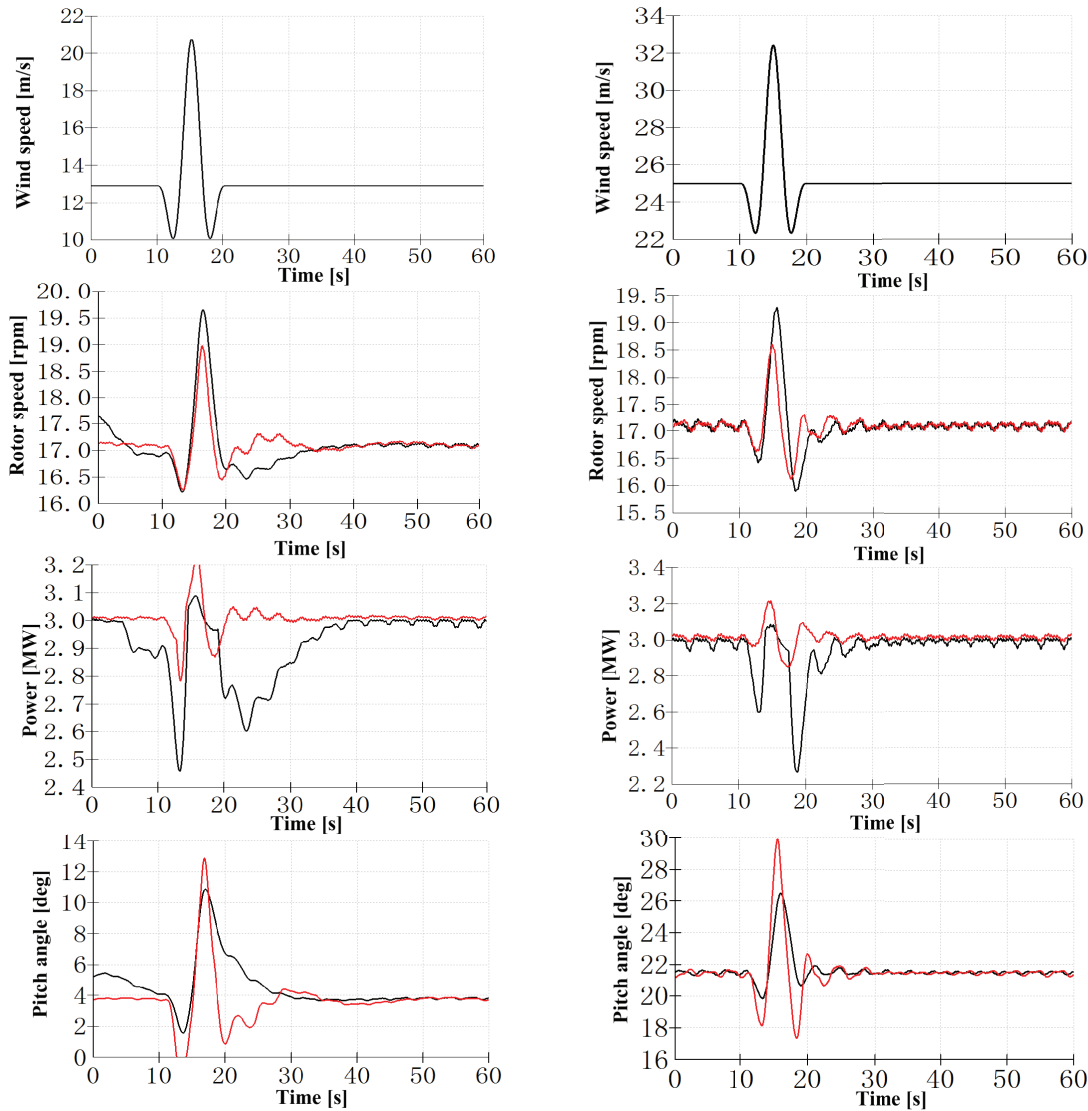 Wind speed [m/s]
22
20
18
16
14
12
10
0 10 20 30 40 50 60
Time [s]
Wind speed [m/s]
34
32
30
28
26
24
22
0 10 20 30 40 50 60
Time [s]
Rotor speed [rpm]
20.0
19.5
19.0
18.5
18.0
17.5
17.0
16.5
16.0
0 10 20 30 40 50 60
Time [s]
Rotor speed [rpm]
19.5
19.0
18.5
18.0
17.5
17.0
16.5
16.0
15.5
0 10 20 30 40 50 60
Time [s]
Power [MW]
3.2
3.1
3.0
2.9
2.8
2.7
2.6
2.5
2.4
0 10 20 30 40 50 60
Time [s]
Power [MW]
3.4
3.2
3.0
2.8
2.6
2.4
2.2
0 10 20 30 40 50 60
Time [s]
Pitch angle [deg]
14
12
10
8
6
4
2
0
0 10 20 30 40 50 60
Time [s]
Pitch angle [deg]
30
28
26
24
22
20
18
16
0 10 20 30 40 50 60
Time [s]